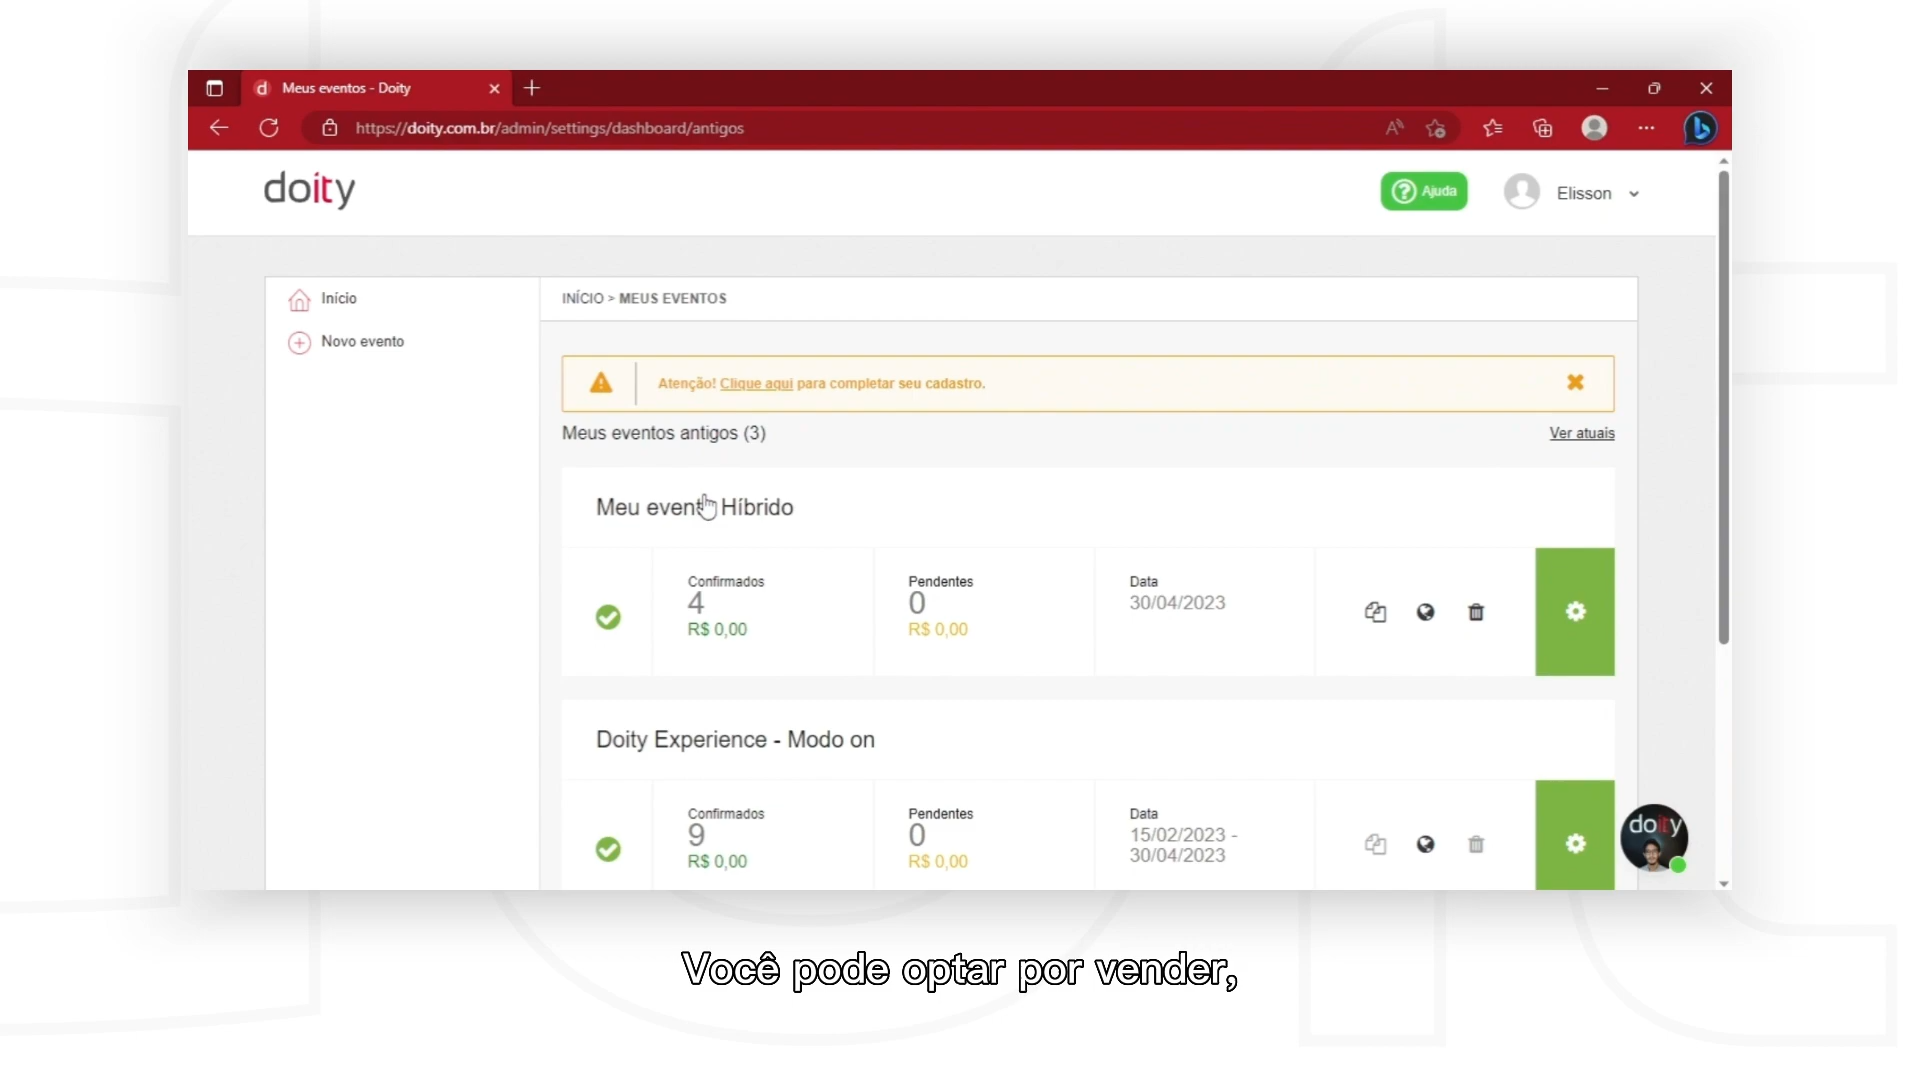 Meus eventos - Doity
https://doity.com.br/admin/settings/dashboard/antigos
doity
Ajuda
Elisson
Início
Novo evento
INÍCIO > MEUS EVENTOS
Atenção! Clique aqui para completar seu cadastro.
Meus eventos antigos (3)
Ver atuais
Meu evento Híbrido
Confirmados
4
R$ 0,00
Pendentes
0
R$ 0,00
Data
30/04/2023
Doity Experience - Modo on
Confirmados
9
R$ 0,00
Pendentes
0
R$ 0,00
Data
15/02/2023 -
30/04/2023
doity
Você pode optar por vender,